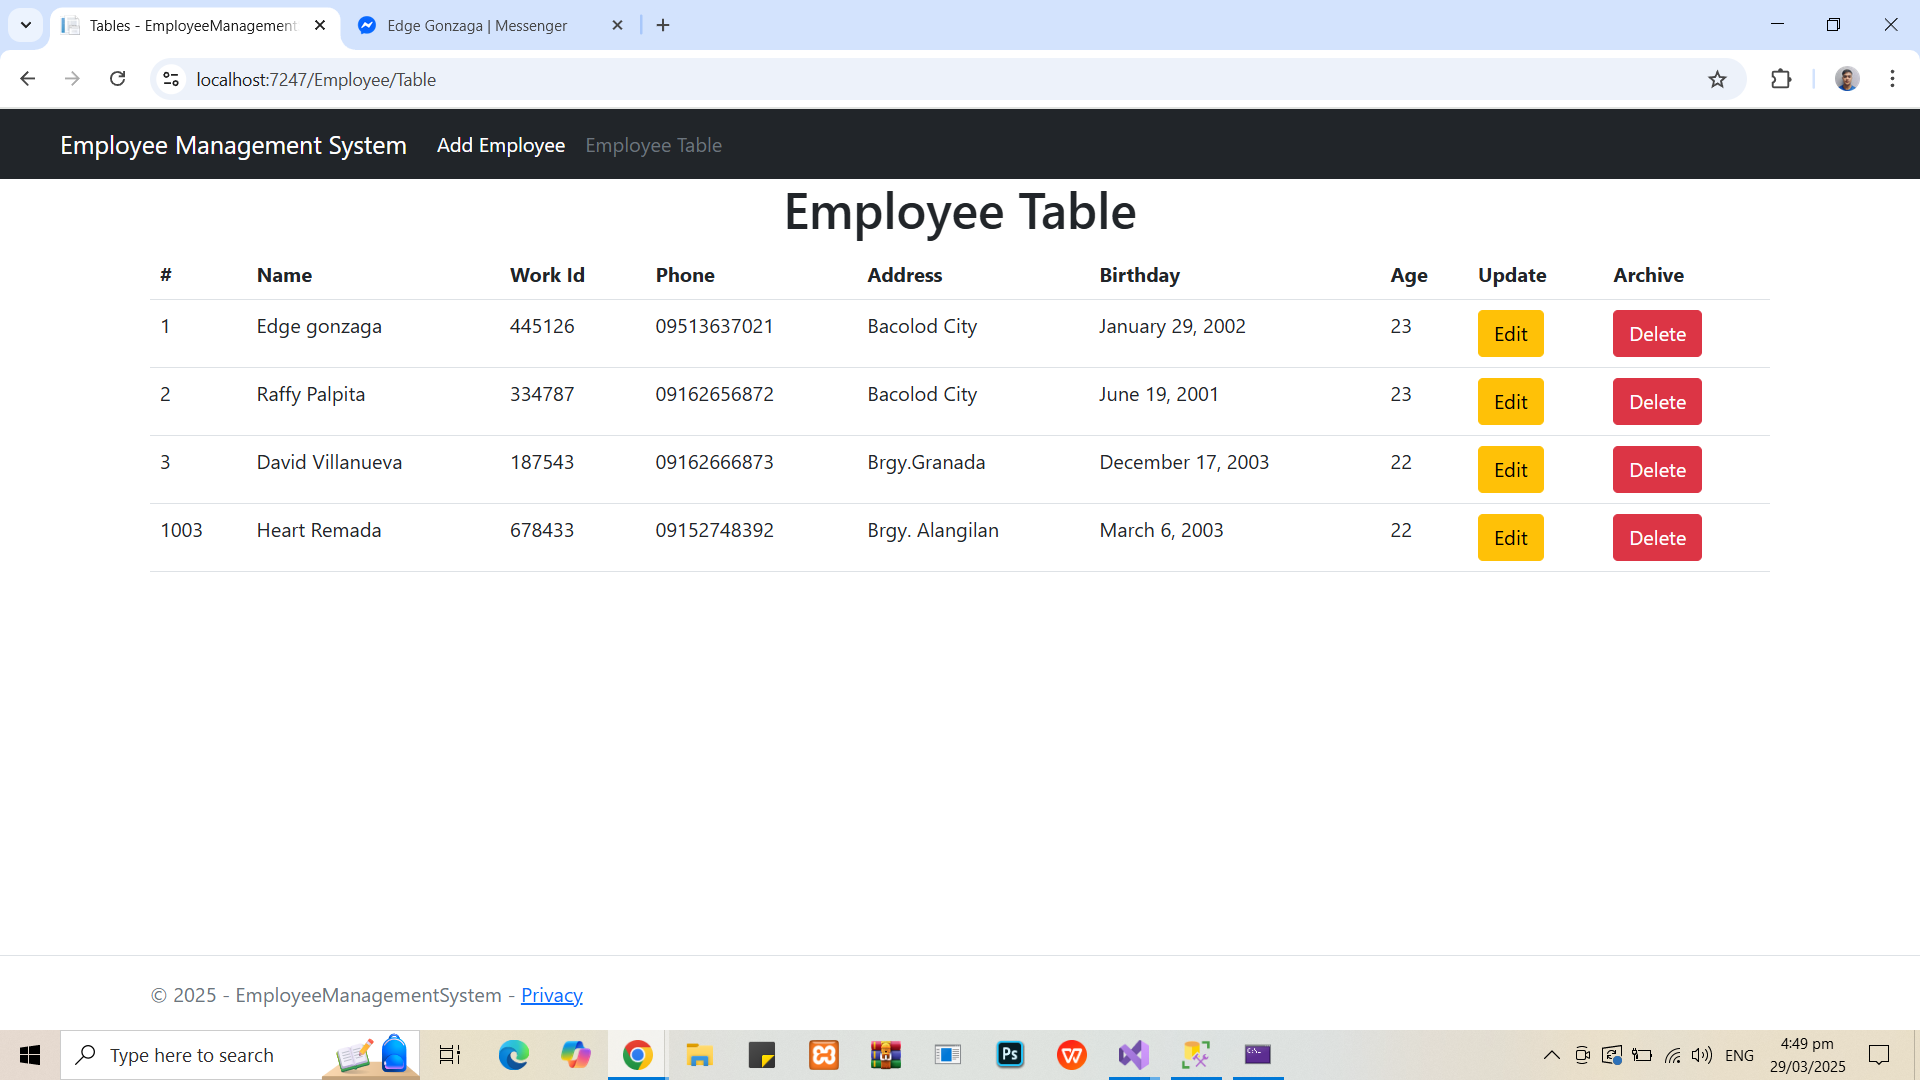 Tables - EmployeeManagement
Edge Gonzaga | Messenger
localhost:7247/Employee/Table
Employee Management System Add Employee Employee Table
Employee Table
# Name Work Id Phone Address Birthday Age Update Archive
1 Edge gonzaga 445126 09513637021 Bacolod City January 29, 2002 23 Edit Delete
2 Raffy Palpita 334787 09162656872 Bacolod City June 19, 2001 23 Edit Delete
3 David Villanueva 187543 09162666873 Brgy.Granada December 17, 2003 22 Edit Delete
1003 Heart Remada 678433 09152748392 Brgy. Alangilan March 6, 2003 22 Edit Delete
© 2025 - EmployeeManagementSystem - Privacy
Type here to search
Ps
W
C:\_
ENG
4:49 pm
29/03/2025